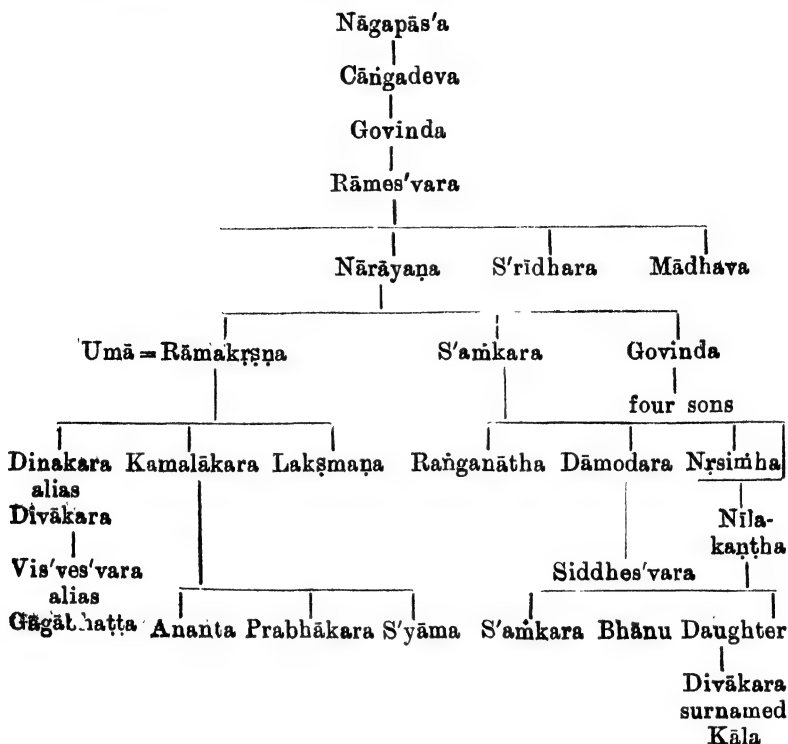 Nāgapās'a
Cāṅgadeva
Govinda
Rāmes'vara
Nārāyaṇa S'rīdhara Mādhava
Umā = Rāmakṛṣṇa S'aṁkara Govinda
four sons
Dinakara Kamalākara Lakṣmaṇa Raṅganātha Dāmodara Nṛsiṁha
alias
Divākara Nīla-
kaṇṭha
Vis'ves'vara Siddhes'vara
alias
Gāgābhaṭṭa Ananta Prabhākara S'yāma S'aṁkara Bhānu Daughter
Divākara
surnamed
Kāla